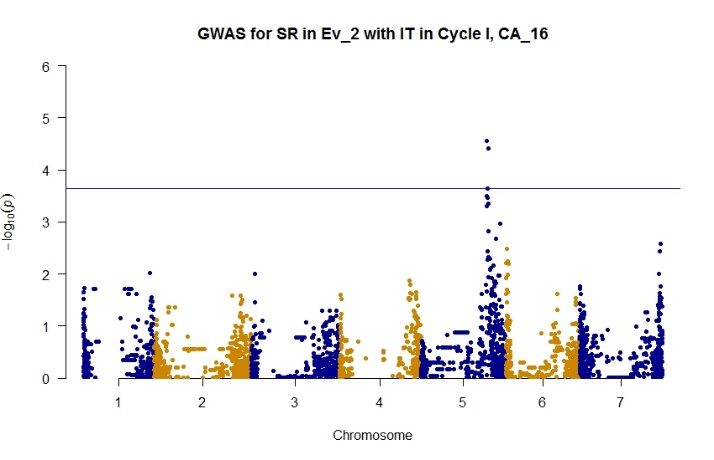 GWAS for SR in Ev_2 with IT in Cycle I, CA_16
6
5
4
3
2
1
0
−log10(p)
1 2 3 4 5 6 7
Chromosome